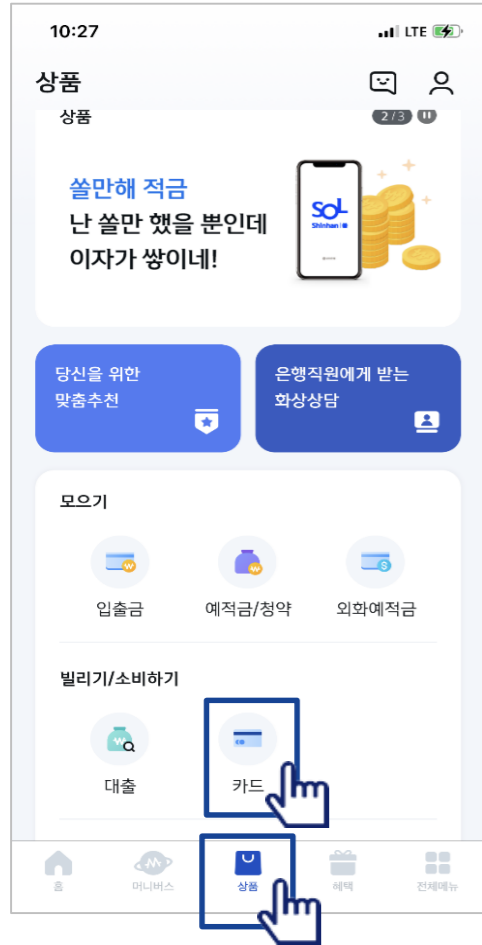 10:27 LTE
상품
상품 2/3
쏠만해 적금
난 쏠만 했을 뿐인데
이자가 쌓이네!
SOL
Shinhan
당신을 위한
맞춤추천
은행직원에게 받는
화상상담
모으기
입출금 예적금/청약 외화예적금
빌리기/소비하기
대출 카드
홈 머니버스 상품 혜택 전체메뉴